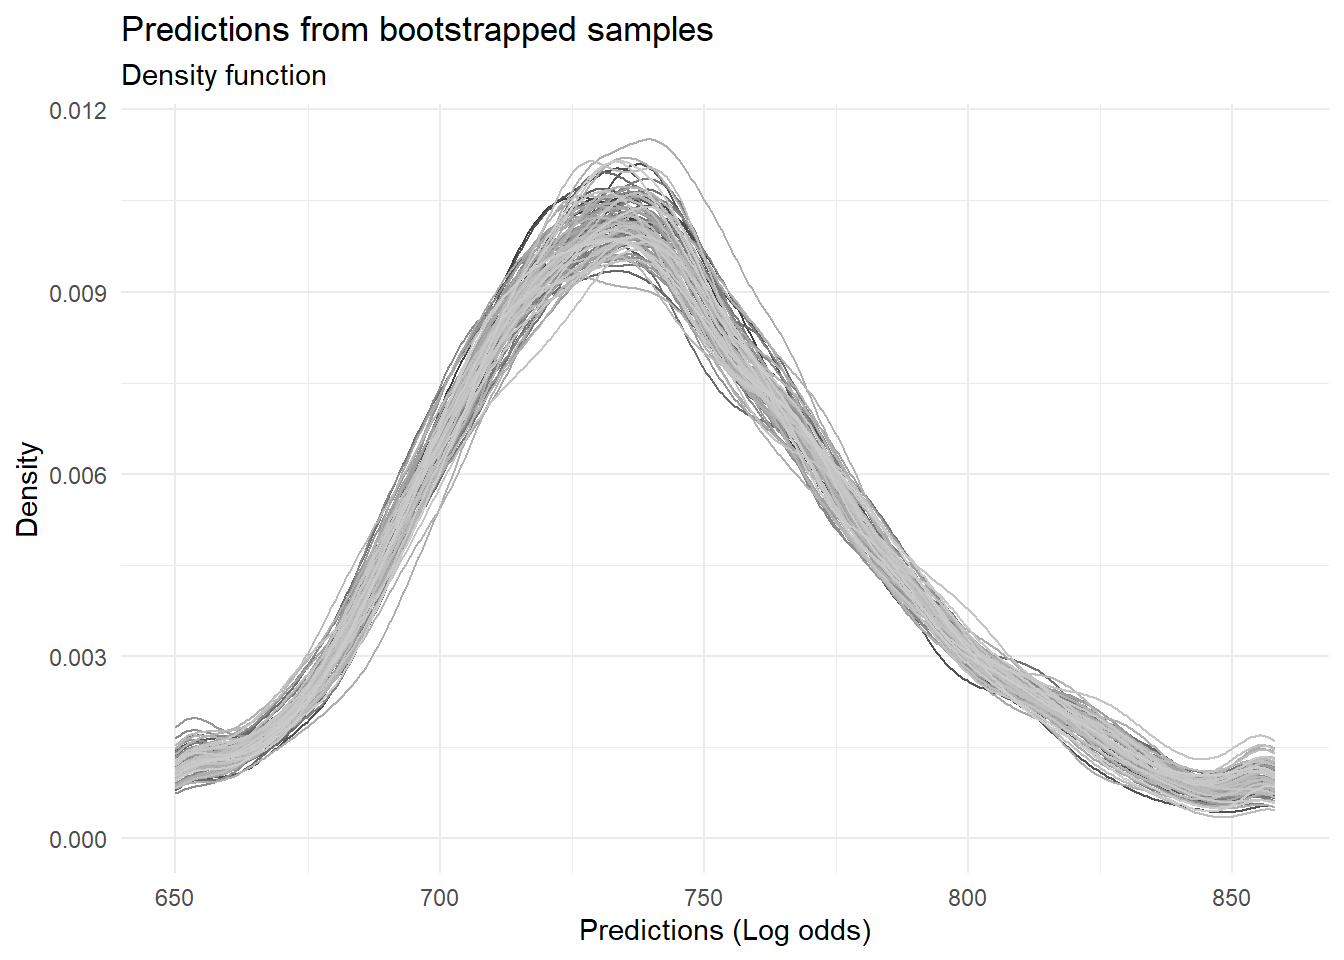 Predictions from bootstrapped samples
Density function
0.012
0.009
0.006
0.003
0.000
Density
650 700 750 800 850
Predictions (Log odds)